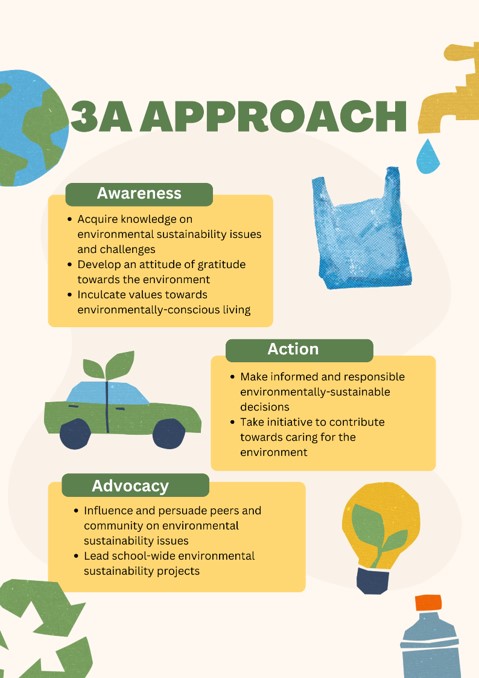 3A APPROACH
Awareness
• Acquire knowledge on
environmental sustainability issues
and challenges
• Develop an attitude of gratitude
towards the environment
• Inculcate values towards
environmentally-conscious living
Action
• Make informed and responsible
environmentally-sustainable
decisions
• Take initiative to contribute
towards caring for the
environment
Advocacy
• Influence and persuade peers and
community on environmental
sustainability issues
• Lead school-wide environmental
sustainability projects